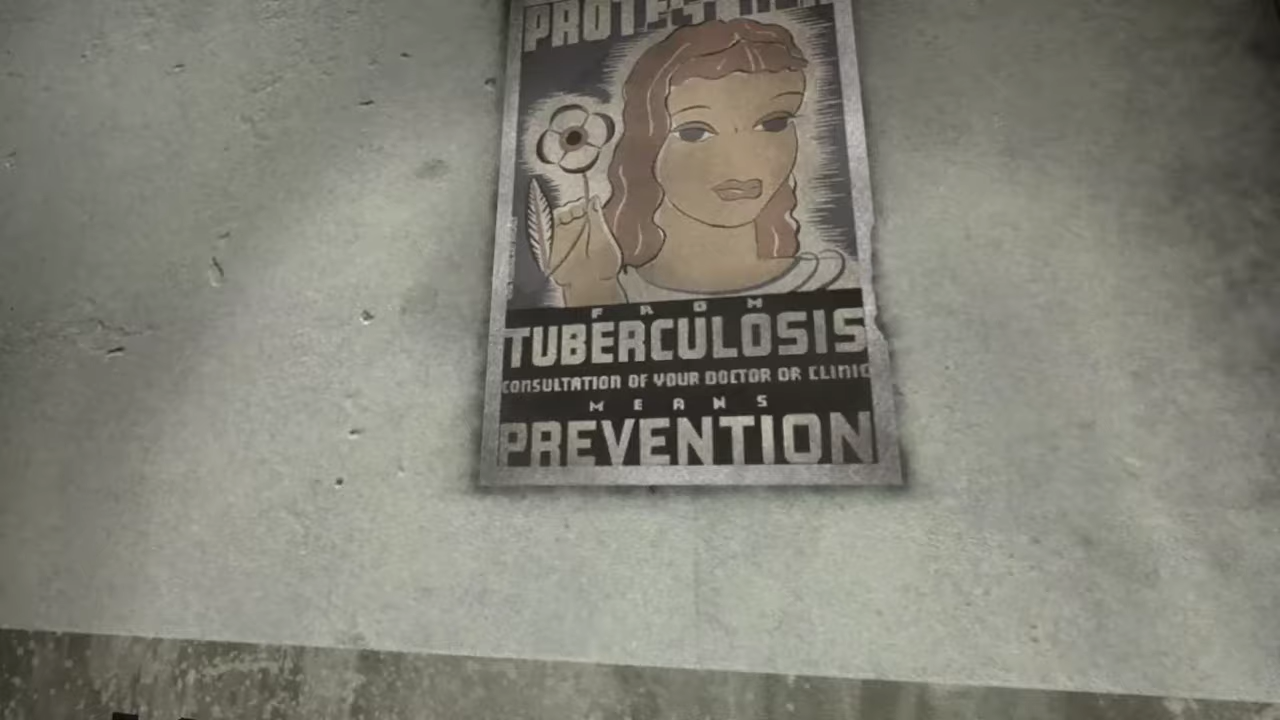 FROM
TUBERCULOSIS
CONSULTATION OF YOUR DOCTOR OR CLINIC
MEANS
PREVENTION